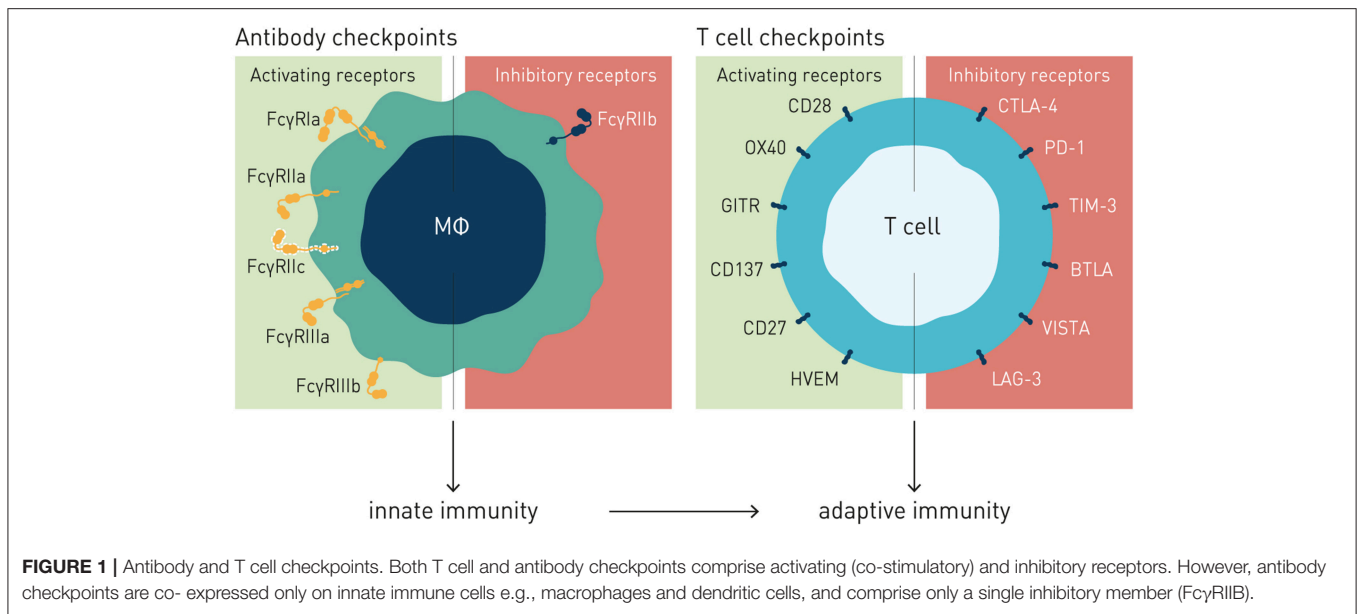 Antibody checkpoints
T cell checkpoints
Activating receptors
Inhibitory receptors
Activating receptors
Inhibitory receptors
FcγRIa
FcγRIIa
FcγRIIc
FcγRIIIa
FcγRIIIb
FcγRIIb
MΦ
CD28
OX40
GITR
CD137
CD27
HVEM
CTLA-4
PD-1
TIM-3
BTLA
VISTA
LAG-3
T cell
innate immunity
adaptive immunity
FIGURE 1 | Antibody and T cell checkpoints. Both T cell and antibody checkpoints comprise activating (co-stimulatory) and inhibitory receptors. However, antibody
checkpoints are co- expressed only on innate immune cells e.g., macrophages and dendritic cells, and comprise only a single inhibitory member (FcγRIIB).